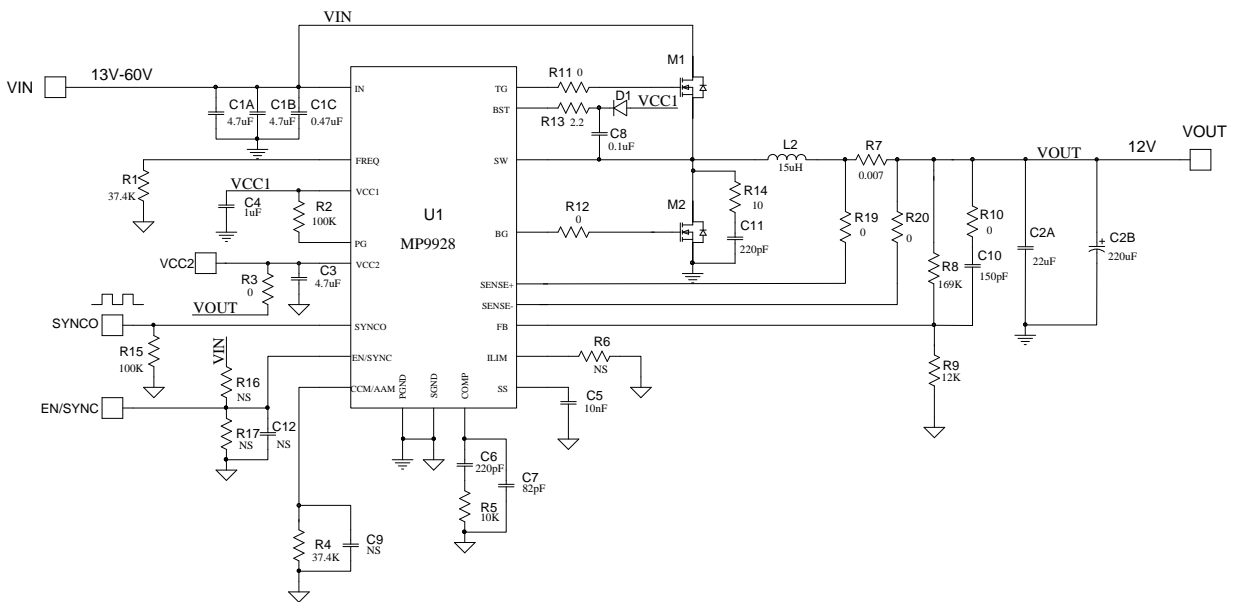 VIN
M1
13V-60V
VIN
R11 0
IN
TG
D1
VCC1
BST
C1A
C1B
C1C
4.7uF
4.7uF
0.47uF
R13 2.2
C8
0.1uF
VOUT
L2
R7
12V
VOUT
FREQ
SW
15uH
0.007
R1
37.4K
VCC1
VCC1
R14
10
C4
1uF
R2
100K
U1
MP9928
R12
0
M2
C11
220pF
R19
0
R20
0
R10
0
C2A
22uF
C2B
+
220uF
PG
BG
VCC2
VCC2
C10
150pF
R3
0
C3
4.7uF
R8
169K
SENSE+
VOUT
SENSE-
SYNCO
SYNCO
FB
R15
100K
VIN
R6
NS
EN/SYNC
ILIM
R16
NS
CCM/AAM
PGND
SGND
COMP
SS
R9
12K
EN/SYNC
C5
10nF
R17
NS
C12
NS
C6
220pF
C7
82pF
R5
10K
R4
37.4K
C9
NS